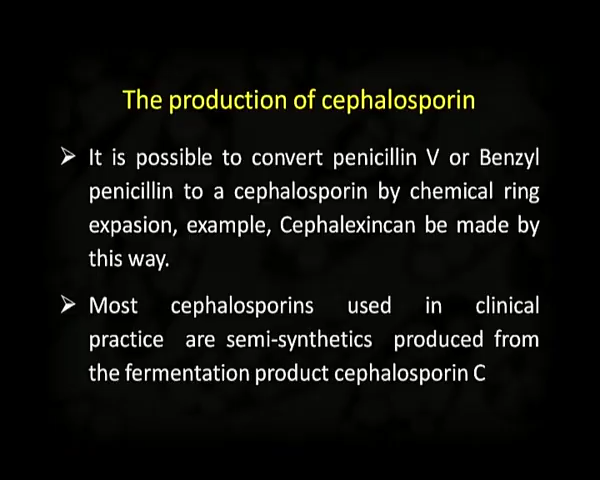 The production of cephalosporin
➢ It is possible to convert penicillin V or Benzyl
penicillin to a cephalosporin by chemical ring
expasion, example, Cephalexincan be made by
this way.
➢ Most cephalosporins used in clinical
practice are semi-synthetics produced from
the fermentation product cephalosporin C